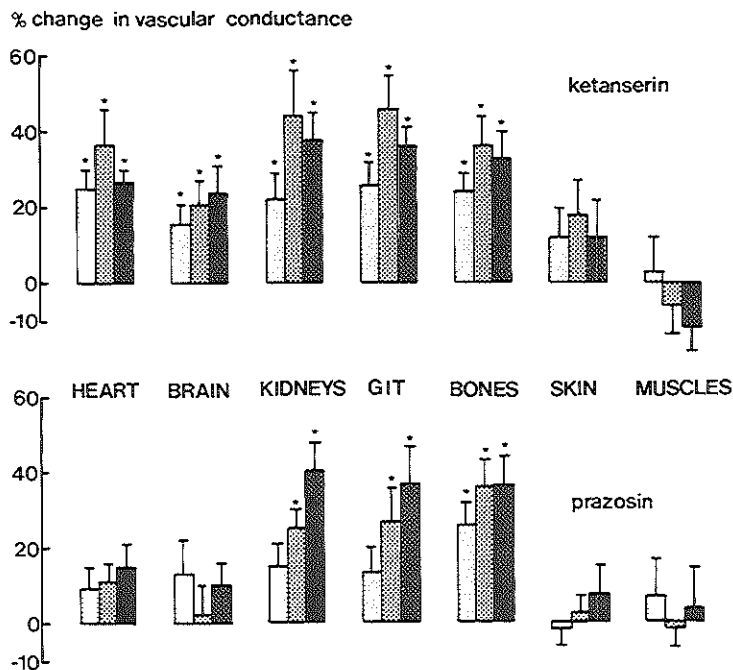 % change in vascular conductance
60
ketanserin
40
20
0
-10
HEART BRAIN KIDNEYS GIT BONES SKIN MUSCLES
60
40
prazosin
20
0
-10